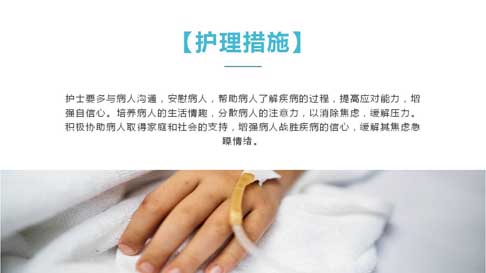 【护理措施】
护士要多与病人沟通，安慰病人，帮助病人了解疾病的过程，提高应对能力，增
强自信心。培养病人的生活情趣，分散病人的注意力，以消除焦虑，缓解压力。
积极协助病人取得家庭和社会的支持，增强病人战胜疾病的信心，缓解其焦虑急
躁情绪。